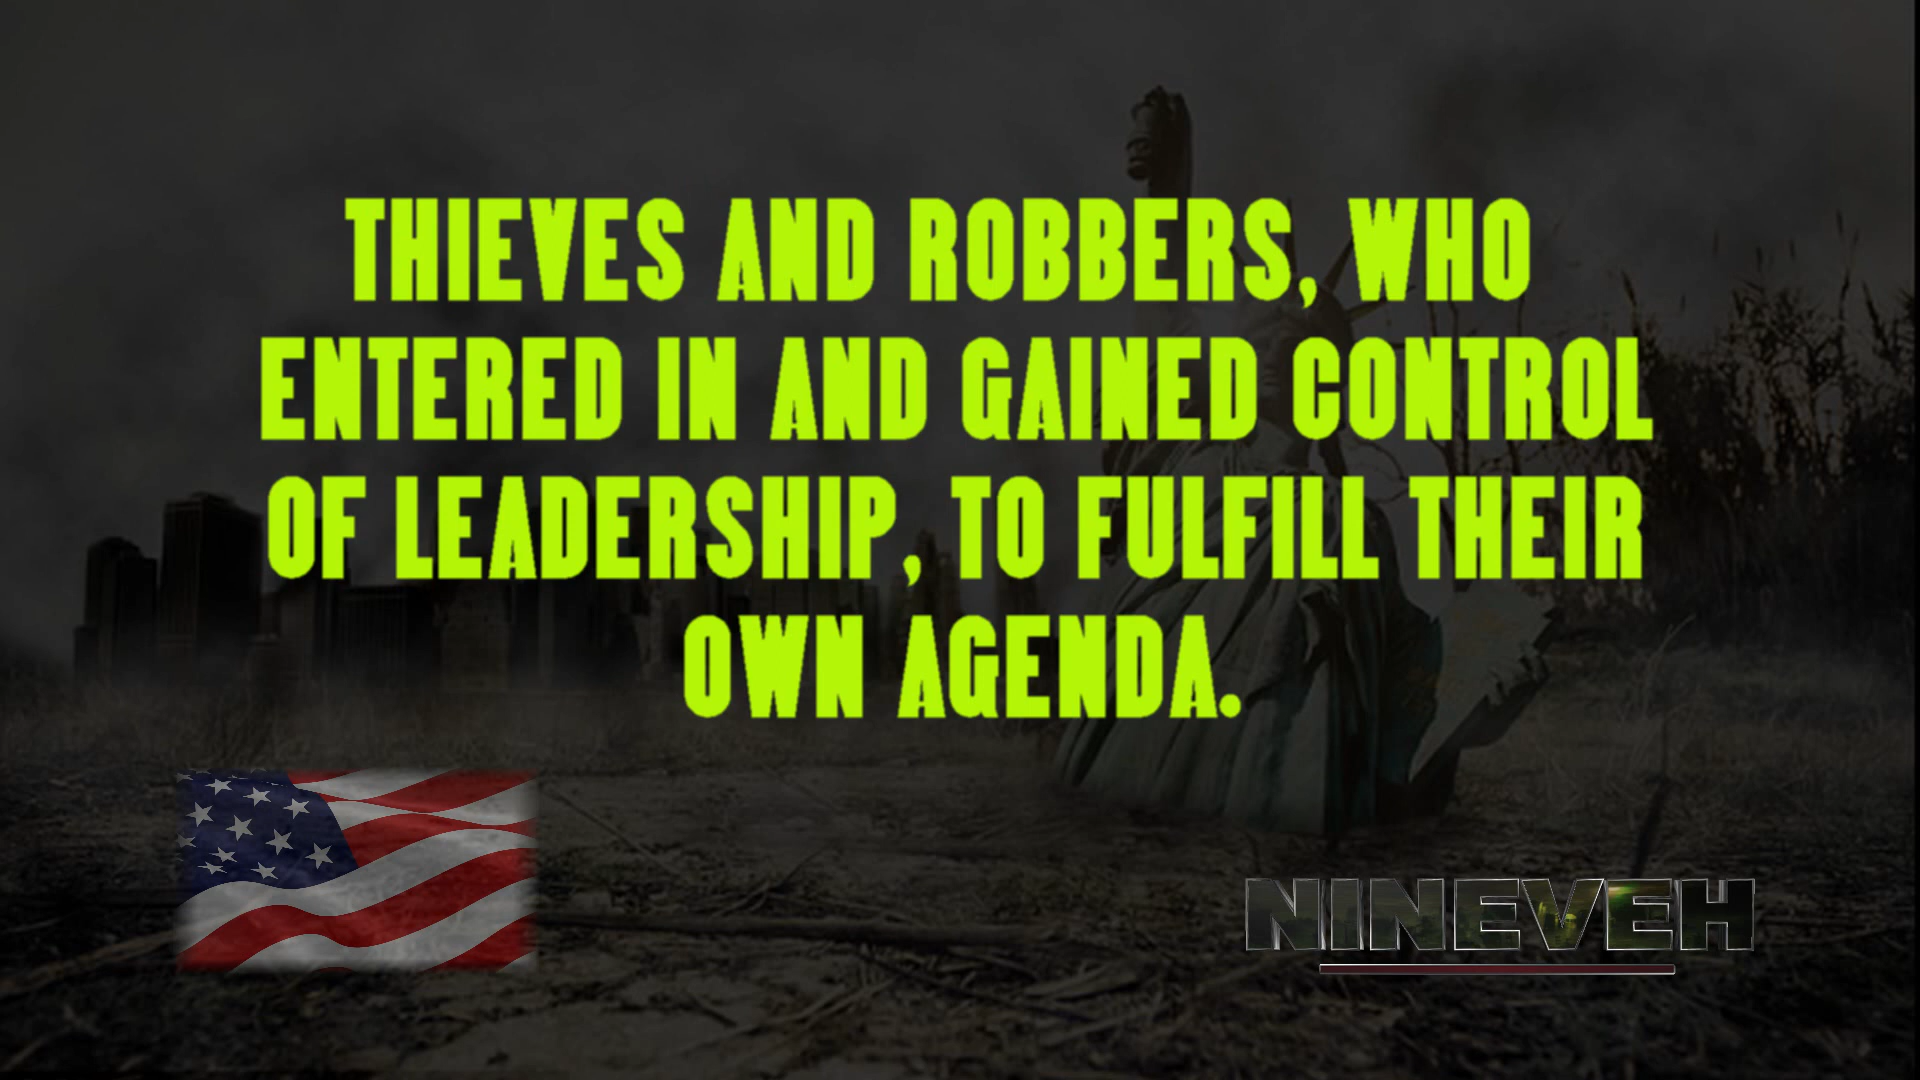 THIEVES AND ROBBERS, WHO
ENTERED IN AND GAINED CONTROL
OF LEADERSHIP, TO FULFILL THEIR
OWN AGENDA.
NINEVEH